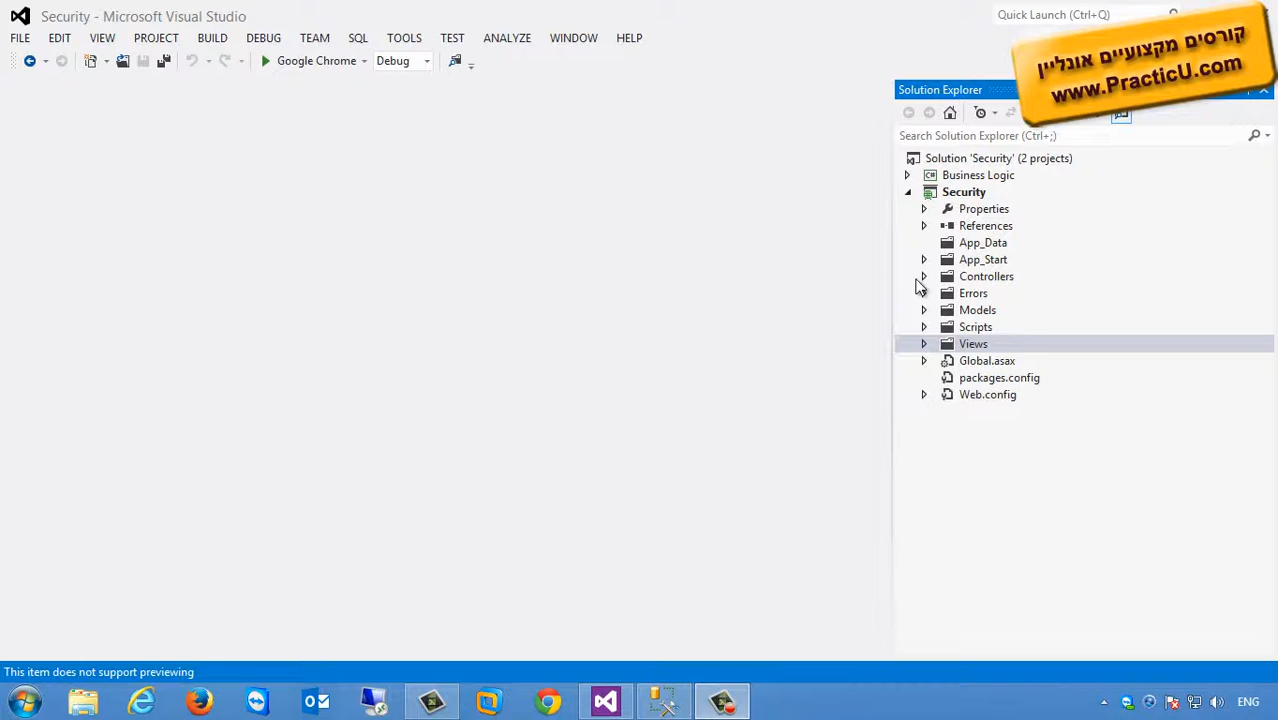 Security - Microsoft Visual Studio
Quick Launch (Ctrl+Q)
קורסים מקצועיים אונליין
www.PracticU.com
FILE EDIT VIEW PROJECT BUILD DEBUG TEAM SQL TOOLS TEST ANALYZE WINDOW HELP
Google Chrome Debug
Solution Explorer
Search Solution Explorer (Ctrl+;)
Solution 'Security' (2 projects)
C# Business Logic
Security
Properties
References
App_Data
App_Start
Controllers
Errors
Models
Scripts
Views
Global.asax
packages.config
Web.config
This item does not support previewing
ENG